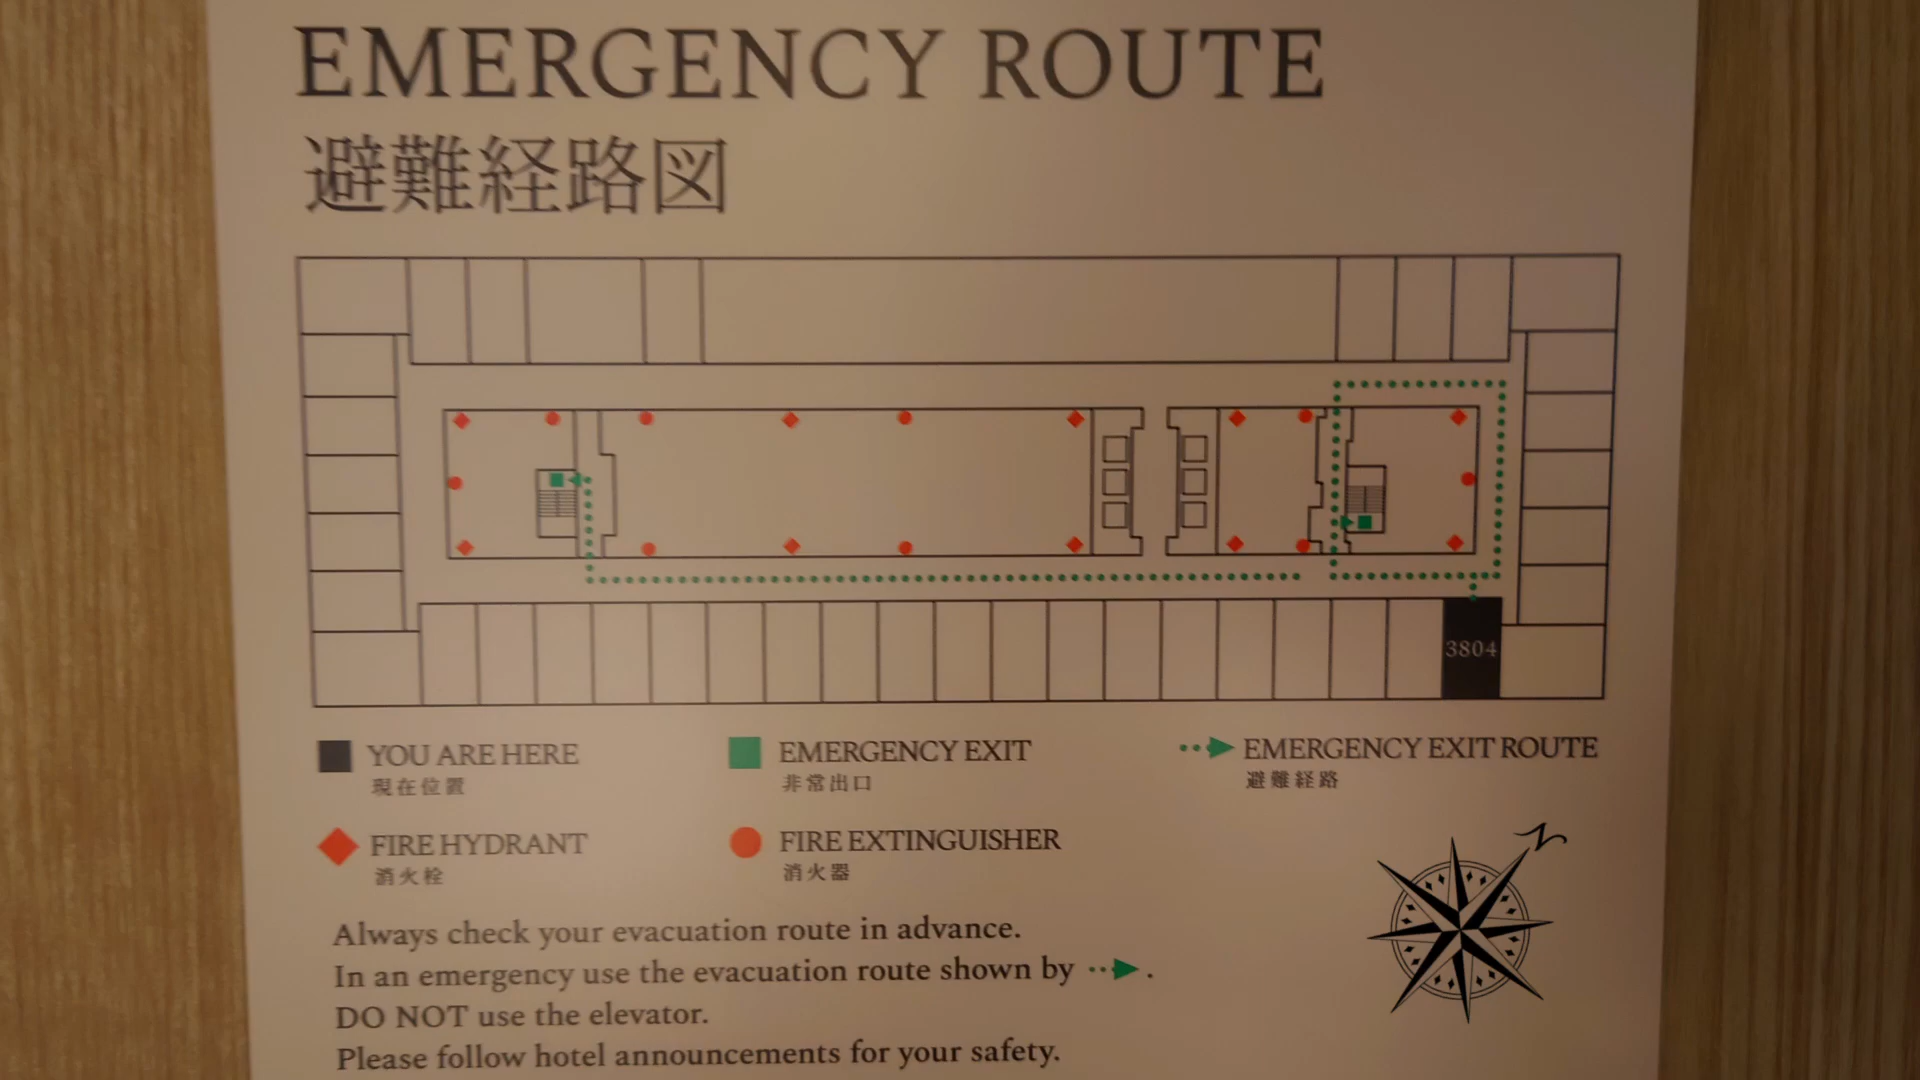 EMERGENCY ROUTE
避難経路図
3804
YOU ARE HERE
現在位置
EMERGENCY EXIT
非常出口
EMERGENCY EXIT ROUTE
避難経路
FIRE HYDRANT
消火栓
FIRE EXTINGUISHER
消火器
N
Always check your evacuation route in advance.
In an emergency use the evacuation route shown by ··▶.
DO NOT use the elevator.
Please follow hotel announcements for your safety.